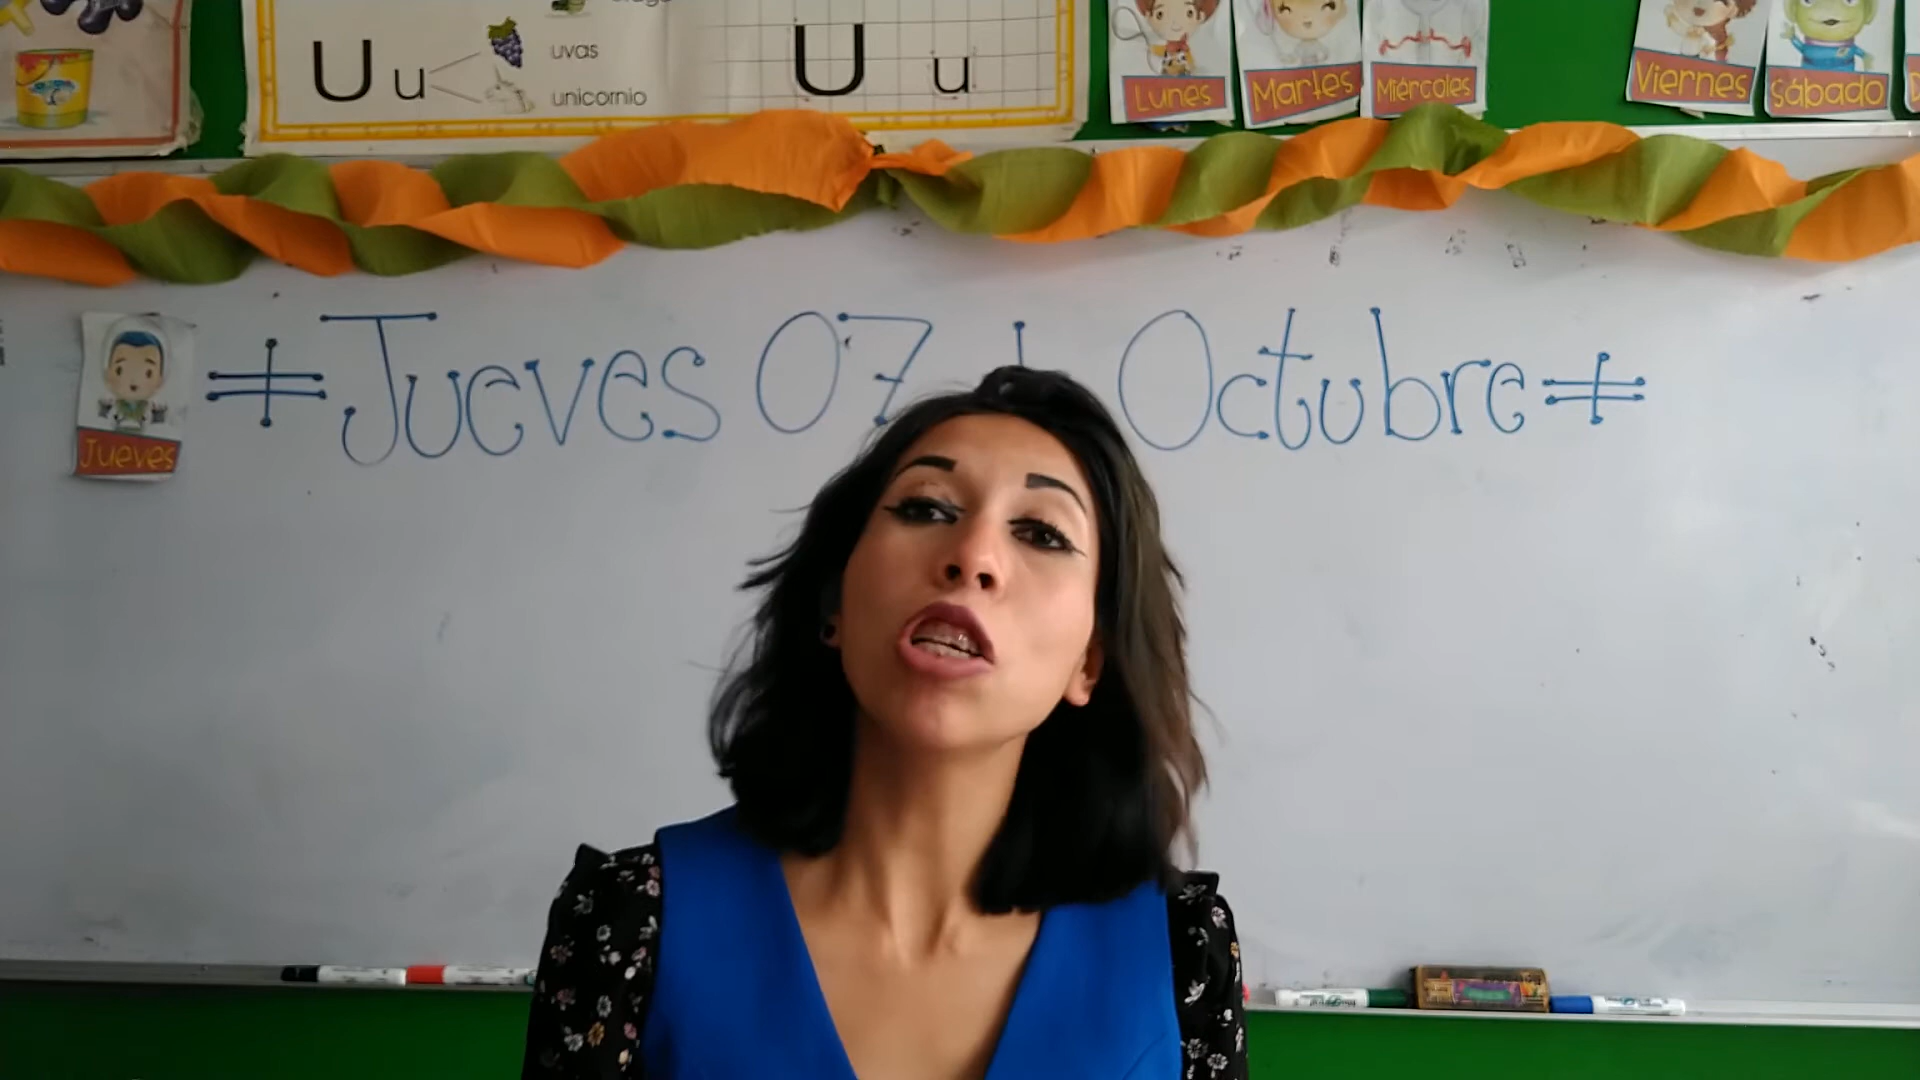 uvas
U u U u
unicornio
Lunes Martes Miércoles Viernes Sábado
Jueves 07 Octubre
Jueves